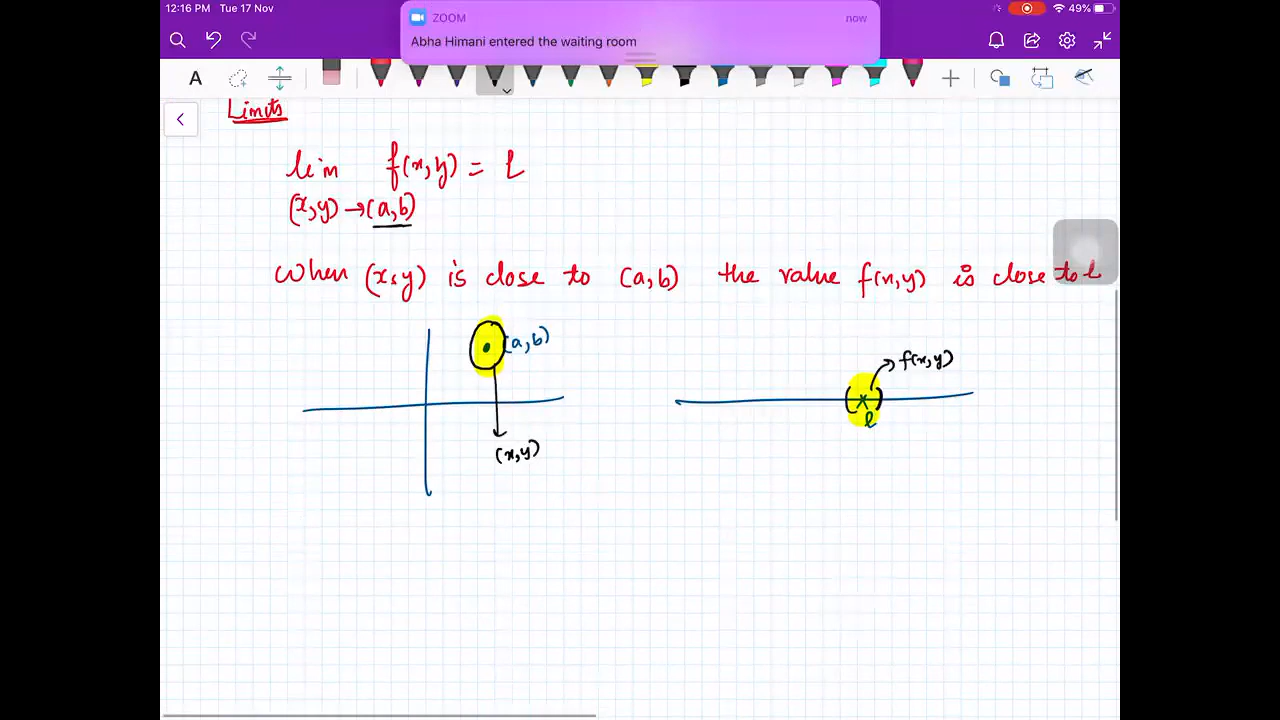 12:16 PM Tue 17 Nov
49%
ZOOM
now
Abha Himani entered the waiting room
A
Limits
lim f(x,y) = l
(x,y)→(a,b)
When (x,y) is close to (a,b) the value f(x,y) is close to l
(a,b)
f(x,y)
( x )
l
(x,y)